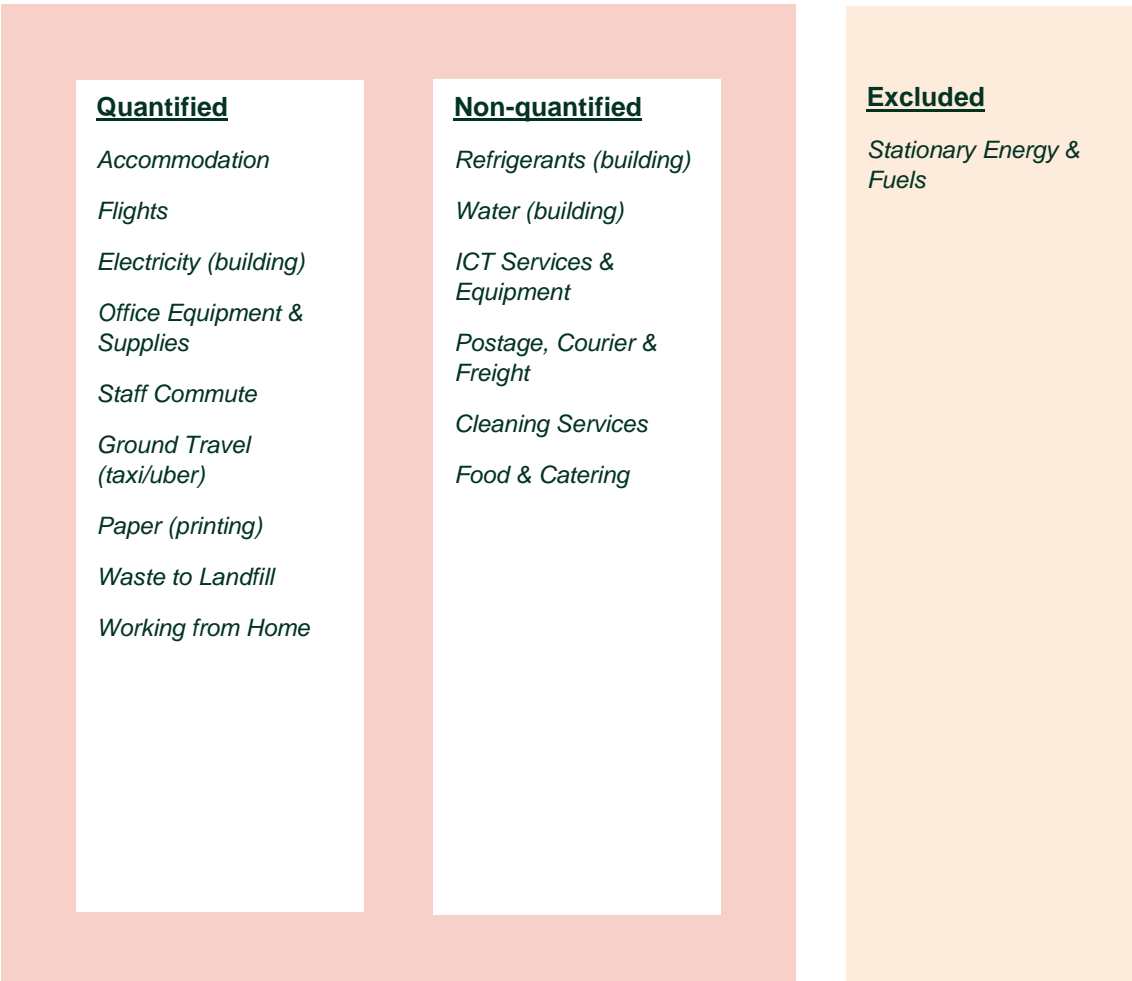 Quantified
Accommodation
Flights
Electricity (building)
Office Equipment &
Supplies
Staff Commute
Ground Travel
(taxi/uber)
Paper (printing)
Waste to Landfill
Working from Home
Non-quantified
Refrigerants (building)
Water (building)
ICT Services &
Equipment
Postage, Courier &
Freight
Cleaning Services
Food & Catering
Excluded
Stationary Energy &
Fuels